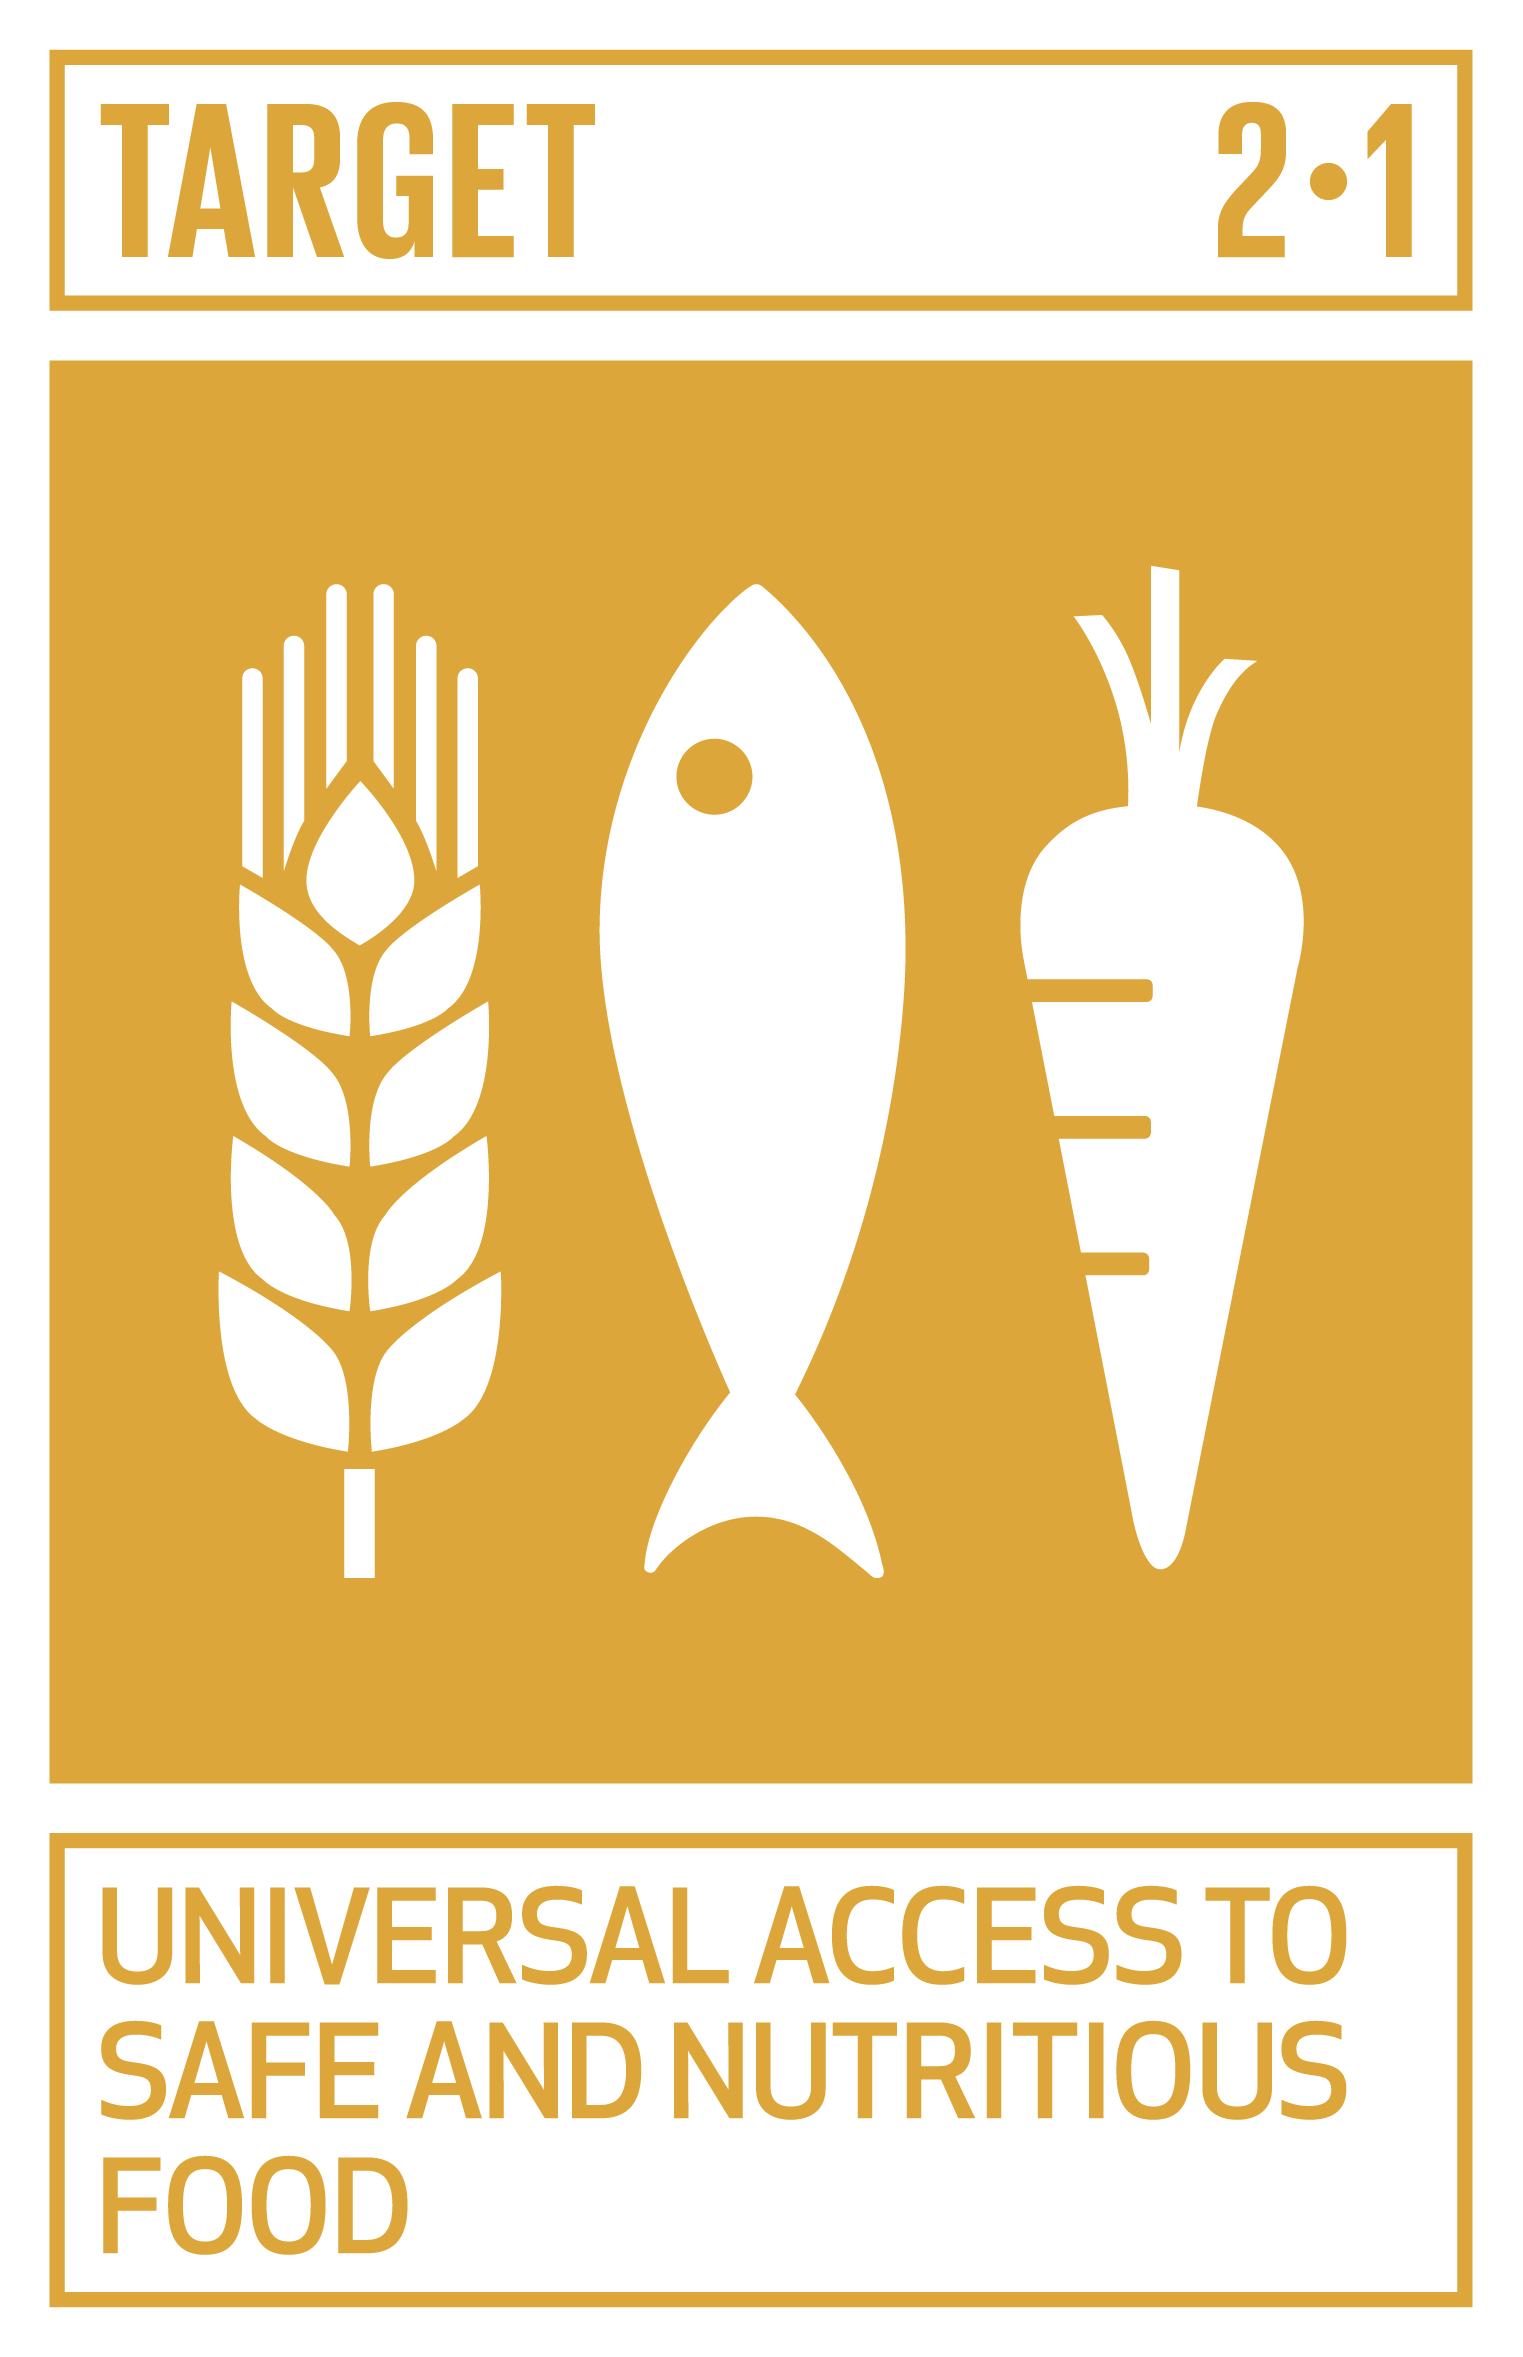 TARGET 2·1
UNIVERSAL ACCESS TO
SAFE AND NUTRITIOUS
FOOD